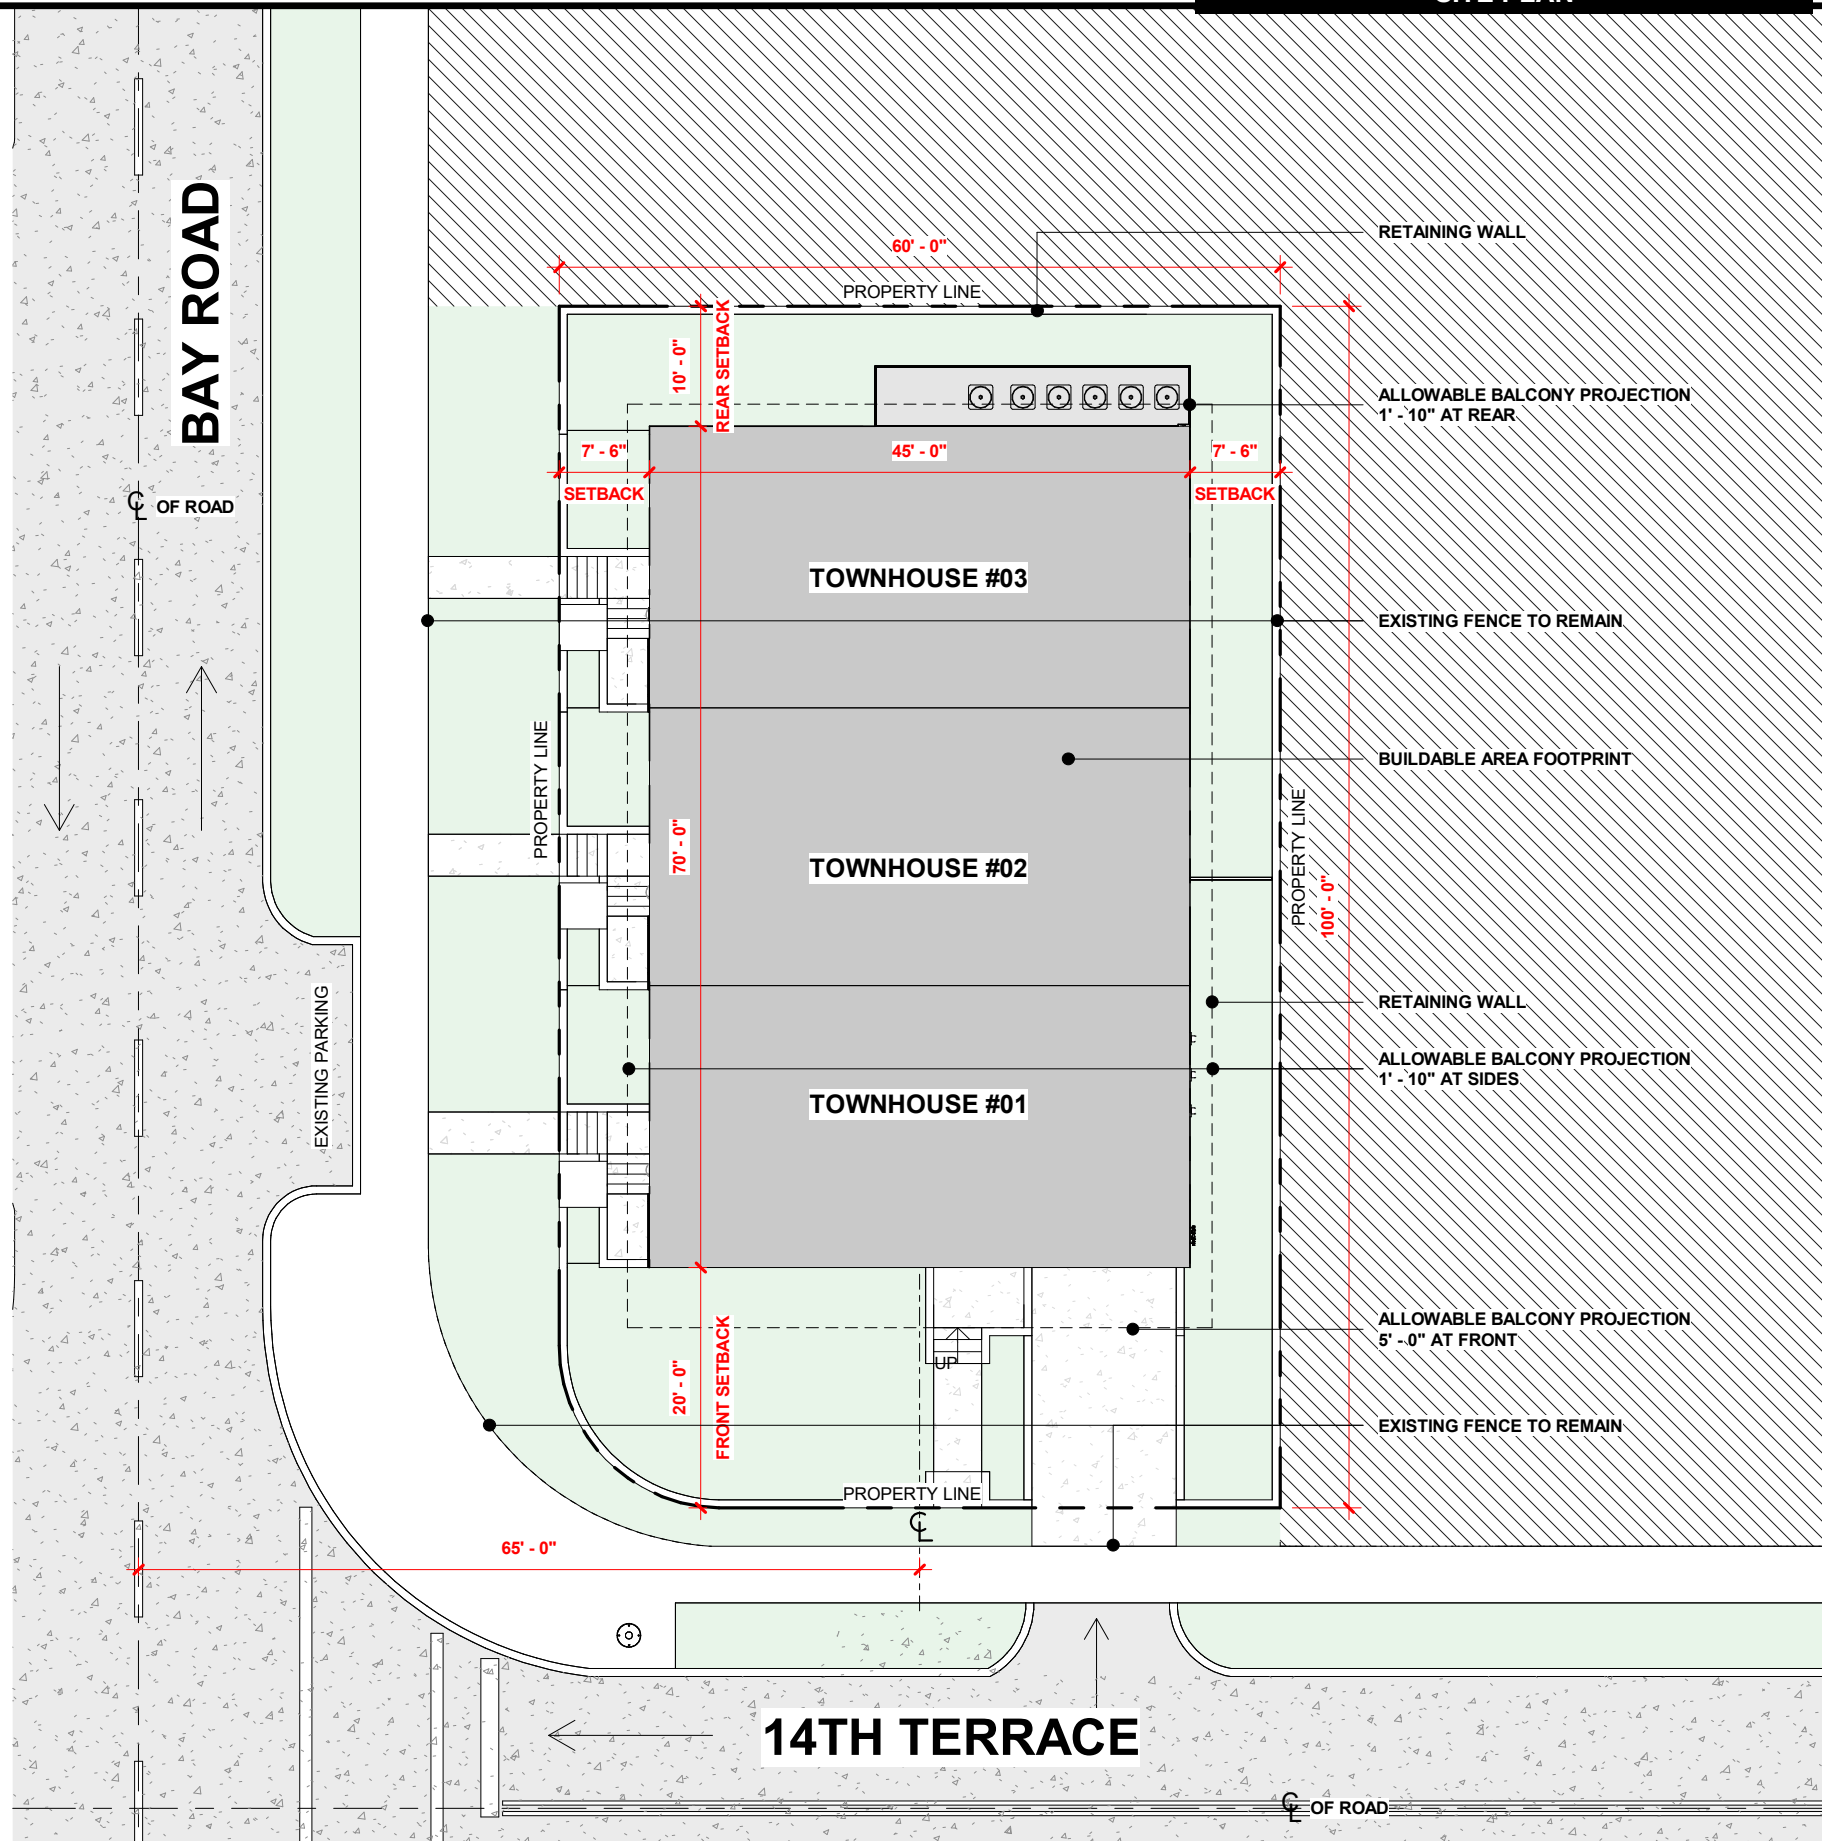 SITE PLAN
BAY ROAD
60' - 0"
PROPERTY LINE
RETAINING WALL
10' - 0"
REAR SETBACK
ALLOWABLE BALCONY PROJECTION
1' - 10" AT REAR
7' - 6"
45' - 0"
7' - 6"
SETBACK
SETBACK
℄ OF ROAD
TOWNHOUSE #03
EXISTING FENCE TO REMAIN
PROPERTY LINE
BUILDABLE AREA FOOTPRINT
70' - 0"
TOWNHOUSE #02
PROPERTY LINE
100' - 0"
EXISTING PARKING
RETAINING WALL
ALLOWABLE BALCONY PROJECTION
1' - 10" AT SIDES
TOWNHOUSE #01
ALLOWABLE BALCONY PROJECTION
5' - 0" AT FRONT
UP
20' - 0"
FRONT SETBACK
EXISTING FENCE TO REMAIN
PROPERTY LINE
℄
65' - 0"
14TH TERRACE
℄ OF ROAD